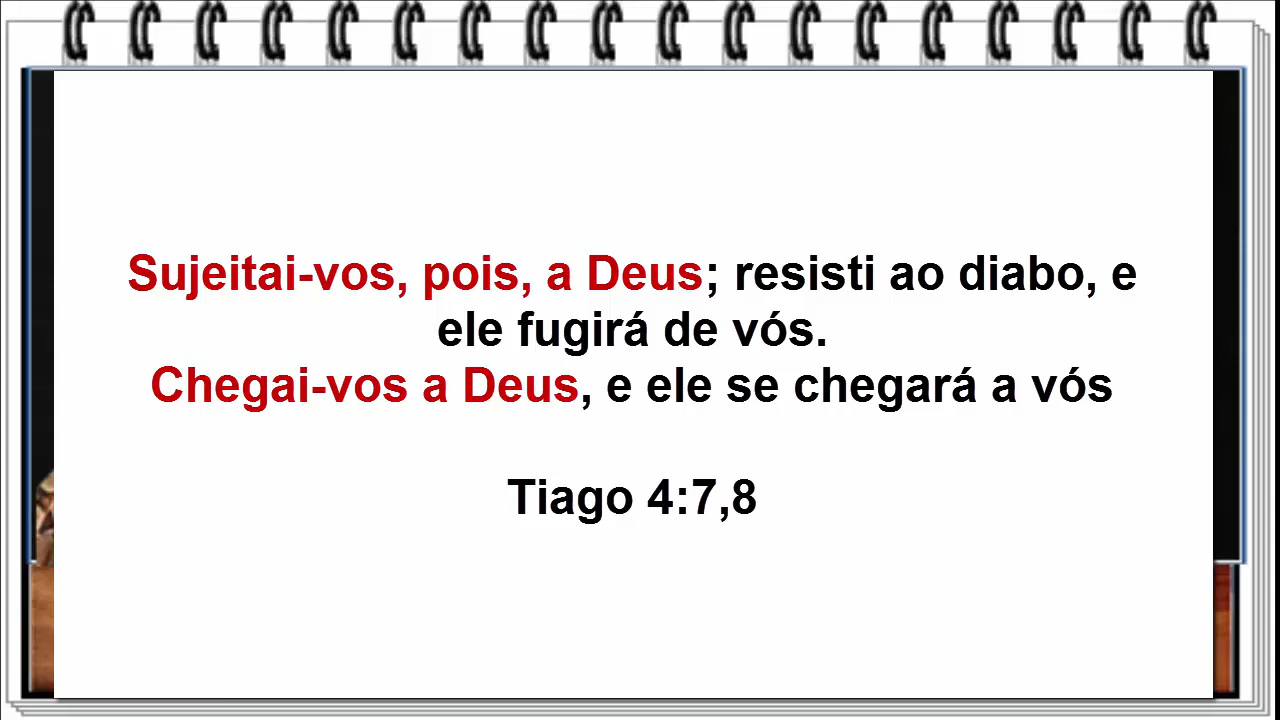 Sujeitai-vos, pois, a Deus; resisti ao diabo, e
ele fugirá de vós.
Chegai-vos a Deus, e ele se chegará a vós
Tiago 4:7,8